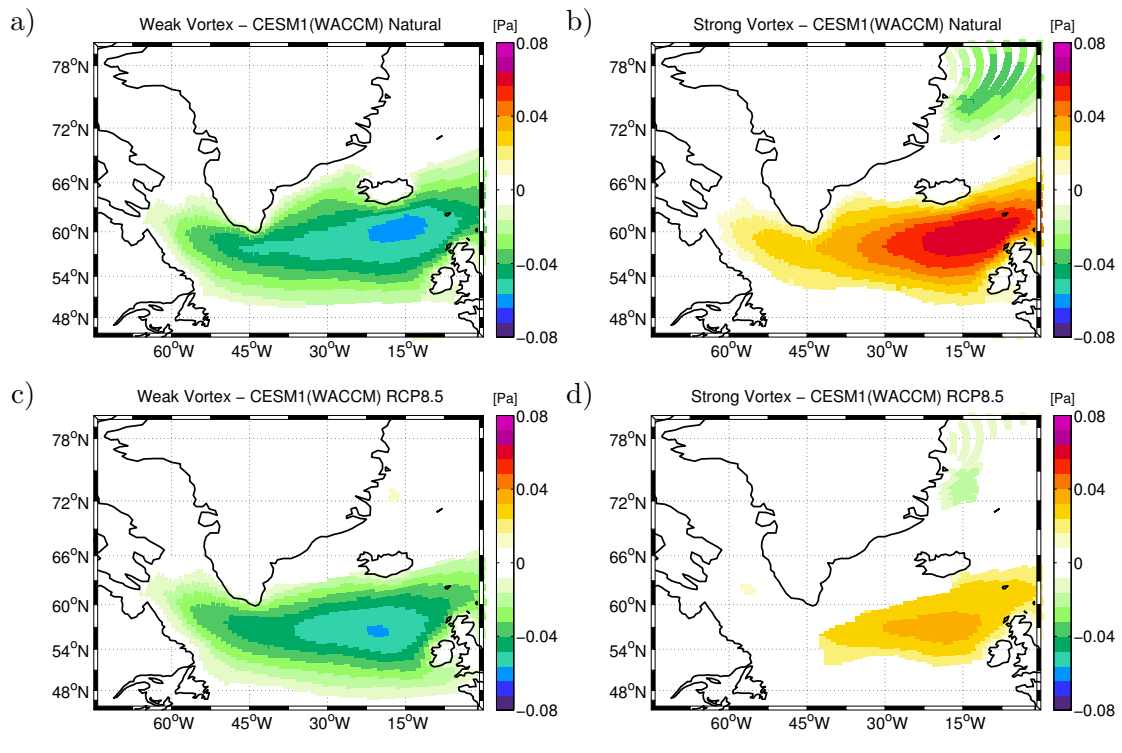 a)
Weak Vortex − CESM1(WACCM) Natural
[Pa]
78°N
72°N
66°N
60°N
54°N
48°N
60°W
45°W
30°W
15°W
0.08
0.04
0
−0.04
−0.08
b)
Strong Vortex − CESM1(WACCM) Natural
[Pa]
78°N
72°N
66°N
60°N
54°N
48°N
60°W
45°W
30°W
15°W
0.08
0.04
0
−0.04
−0.08
c)
Weak Vortex − CESM1(WACCM) RCP8.5
[Pa]
78°N
72°N
66°N
60°N
54°N
48°N
60°W
45°W
30°W
15°W
0.08
0.04
0
−0.04
−0.08
d)
Strong Vortex − CESM1(WACCM) RCP8.5
[Pa]
78°N
72°N
66°N
60°N
54°N
48°N
60°W
45°W
30°W
15°W
0.08
0.04
0
−0.04
−0.08